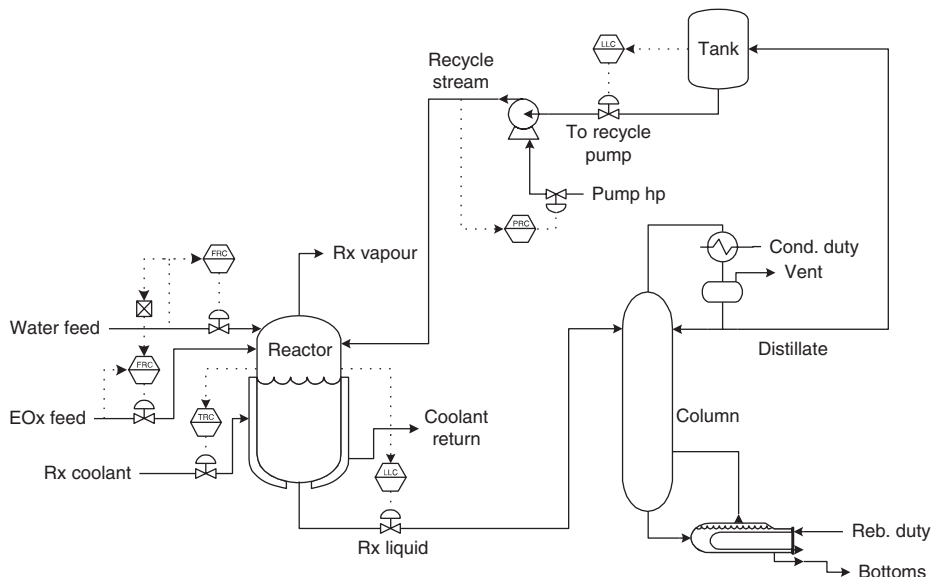 LLC
Tank
Recycle
stream
To recycle
pump
Pump hp
PRC
FRC
Rx vapour
Cond. duty
Vent
Water feed
Reactor
Distillate
FRC
EOx feed
TRC
Coolant
return
Column
Rx coolant
LLC
Rx liquid
Reb. duty
Bottoms